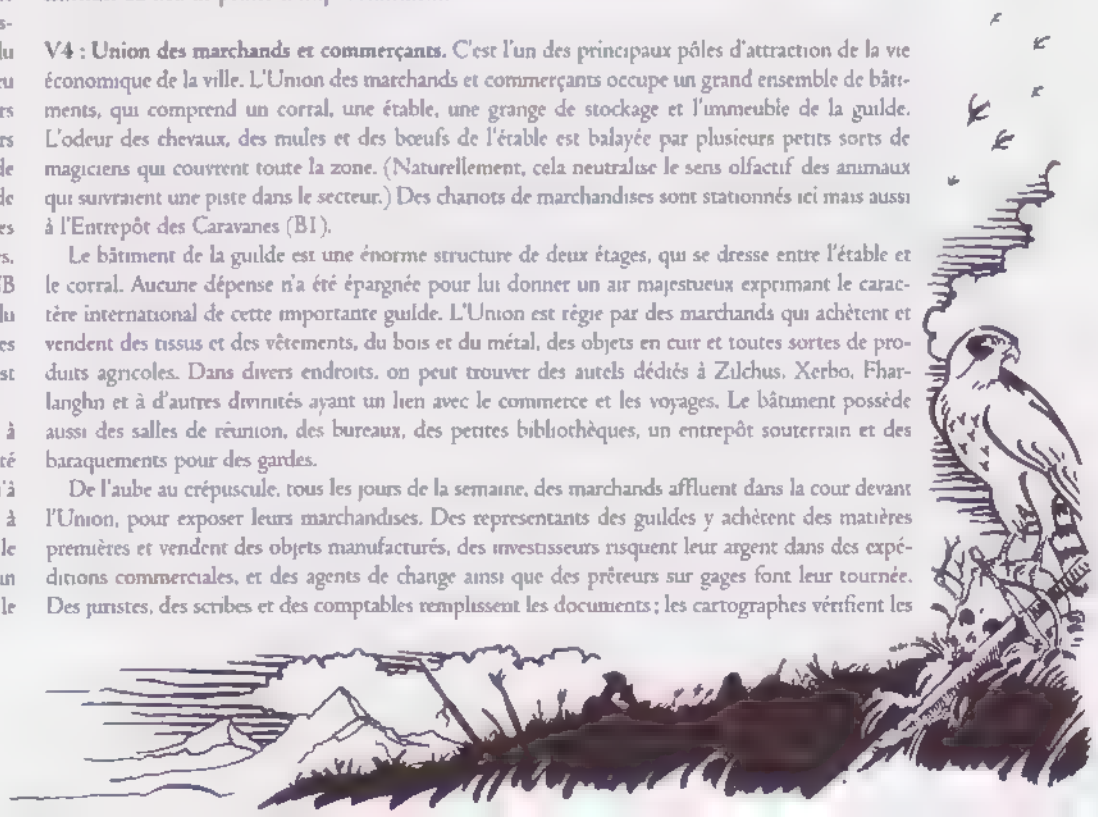 s-
du
V4 : Union des marchands et commerçants. C'est l'un des principaux pôles d'attraction de la vie
économique de la ville. L'Union des marchands et commerçants occupe un grand ensemble de bâti-
ments, qui comprend un corral, une étable, une grange de stockage et l'immeuble de la guilde.
L'odeur des chevaux, des mules et des bœufs de l'étable est balayée par plusieurs petits sorts de
magiciens qui couvrent toute la zone. (Naturellement, cela neutralise le sens olfactif des animaux
qui suivraient une piste dans le secteur.) Des chariots de marchandises sont stationnés ici mais aussi
à l'Entrepôt des Caravanes (B1).
Le bâtiment de la guilde est une énorme structure de deux étages, qui se dresse entre l'étable et
le corral. Aucune dépense n'a été épargnée pour lui donner un air majestueux exprimant le carac-
tère international de cette importante guilde. L'Union est régie par des marchands qui achètent et
vendent des tissus et des vêtements, du bois et du métal, des objets en cuir et toutes sortes de pro-
duits agricoles. Dans divers endroits, on peut trouver des autels dédiés à Zilchus, Xerbo, Fhar-
langhn et à d'autres divinités ayant un lien avec le commerce et les voyages. Le bâtiment possède
aussi des salles de réunion, des bureaux, des petites bibliothèques, un entrepôt souterrain et des
baraquements pour des gardes.
De l'aube au crépuscule, tous les jours de la semaine, des marchands affluent dans la cour devant
l'Union, pour exposer leurs marchandises. Des représentants des guildes y achètent des matières
premières et vendent des objets manufacturés, des investisseurs risquent leur argent dans des expé-
ditions commerciales, et des agents de change ainsi que des prêteurs sur gages font leur tournée.
Des juristes, des scribes et des comptables remplissent les documents ; les cartographes vérifient les